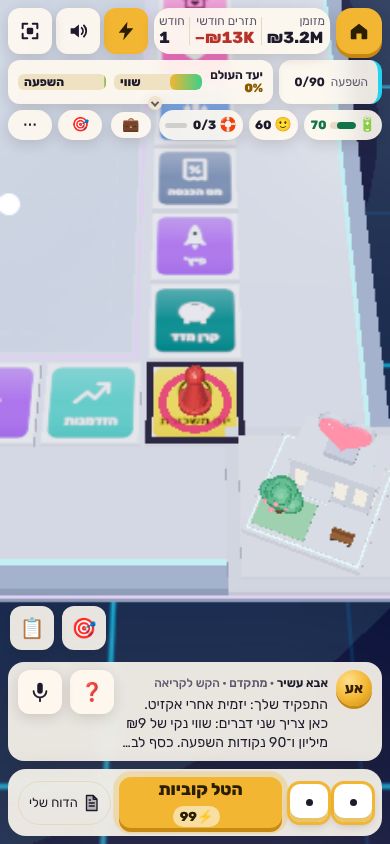 מזומן
₪3.2M
תזרים חודשי
−₪13K
חודש
1
השפעה 0/90
יעד העולם
0%
שווי
השפעה
70
60
0/3
...
מס הכנסה
קרן מדד
הזדמנות
אבא עשיר • מתקדם • הקש לקריאה
אע
התפקיד שלך: יזמית אחרי אקזיט.
כאן צריך שני דברים: שווי נקי של ₪9
מיליון ו־90 נקודות השפעה. כסף לב...
הטל קוביות
99
הדוח שלי